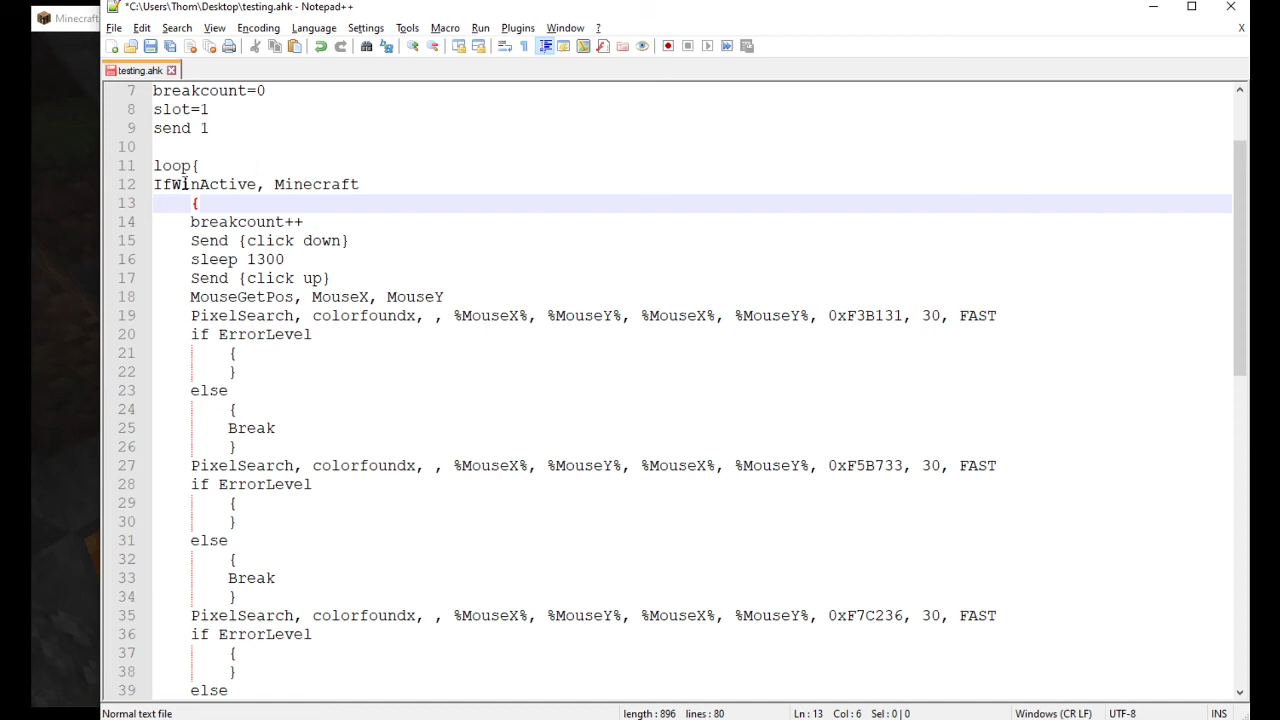 Minecraft
*C:\Users\Thom\Desktop\testing.ahk - Notepad++
File Edit Search View Encoding Language Settings Tools Macro Run Plugins Window ? X
testing.ahk
7 breakcount=0
8 slot=1
9 send 1
10
11 loop{
12 IfWinActive, Minecraft
13 {
14 breakcount++
15 Send {click down}
16 sleep 1300
17 Send {click up}
18 MouseGetPos, MouseX, MouseY
19 PixelSearch, colorfoundx, , %MouseX%, %MouseY%, %MouseX%, %MouseY%, 0xF3B131, 30, FAST
20 if ErrorLevel
21 {
22 }
23 else
24 {
25 Break
26 }
27 PixelSearch, colorfoundx, , %MouseX%, %MouseY%, %MouseX%, %MouseY%, 0xF5B733, 30, FAST
28 if ErrorLevel
29 {
30 }
31 else
32 {
33 Break
34 }
35 PixelSearch, colorfoundx, , %MouseX%, %MouseY%, %MouseX%, %MouseY%, 0xF7C236, 30, FAST
36 if ErrorLevel
37 {
38 }
39 else
Normal text file length : 896 lines : 80 Ln : 13 Col : 6 Sel : 0 | 0 Windows (CR LF) UTF-8 INS